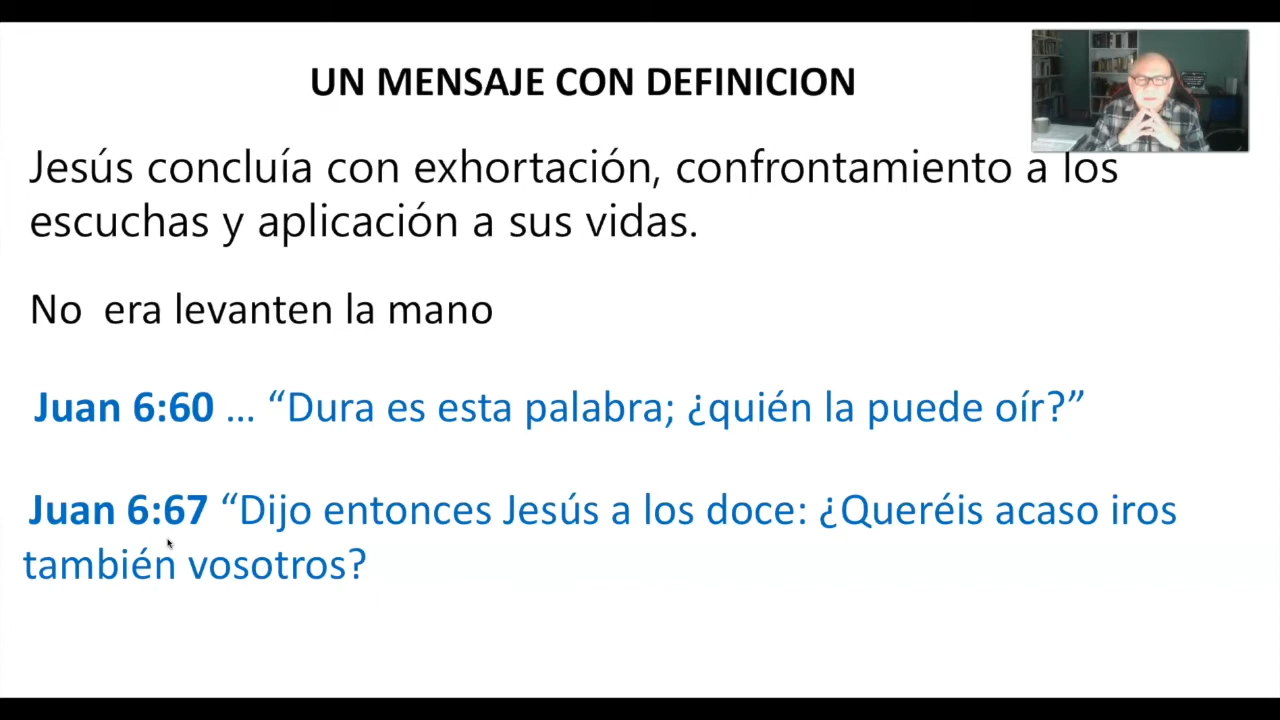 UN MENSAJE CON DEFINICION
Jesús concluía con exhortación, confrontamiento a los
escuchas y aplicación a sus vidas.
No  era levanten la mano
Juan 6:60 … “Dura es esta palabra; ¿quién la puede oír?”
Juan 6:67 “Dijo entonces Jesús a los doce: ¿Queréis acaso iros
también vosotros?